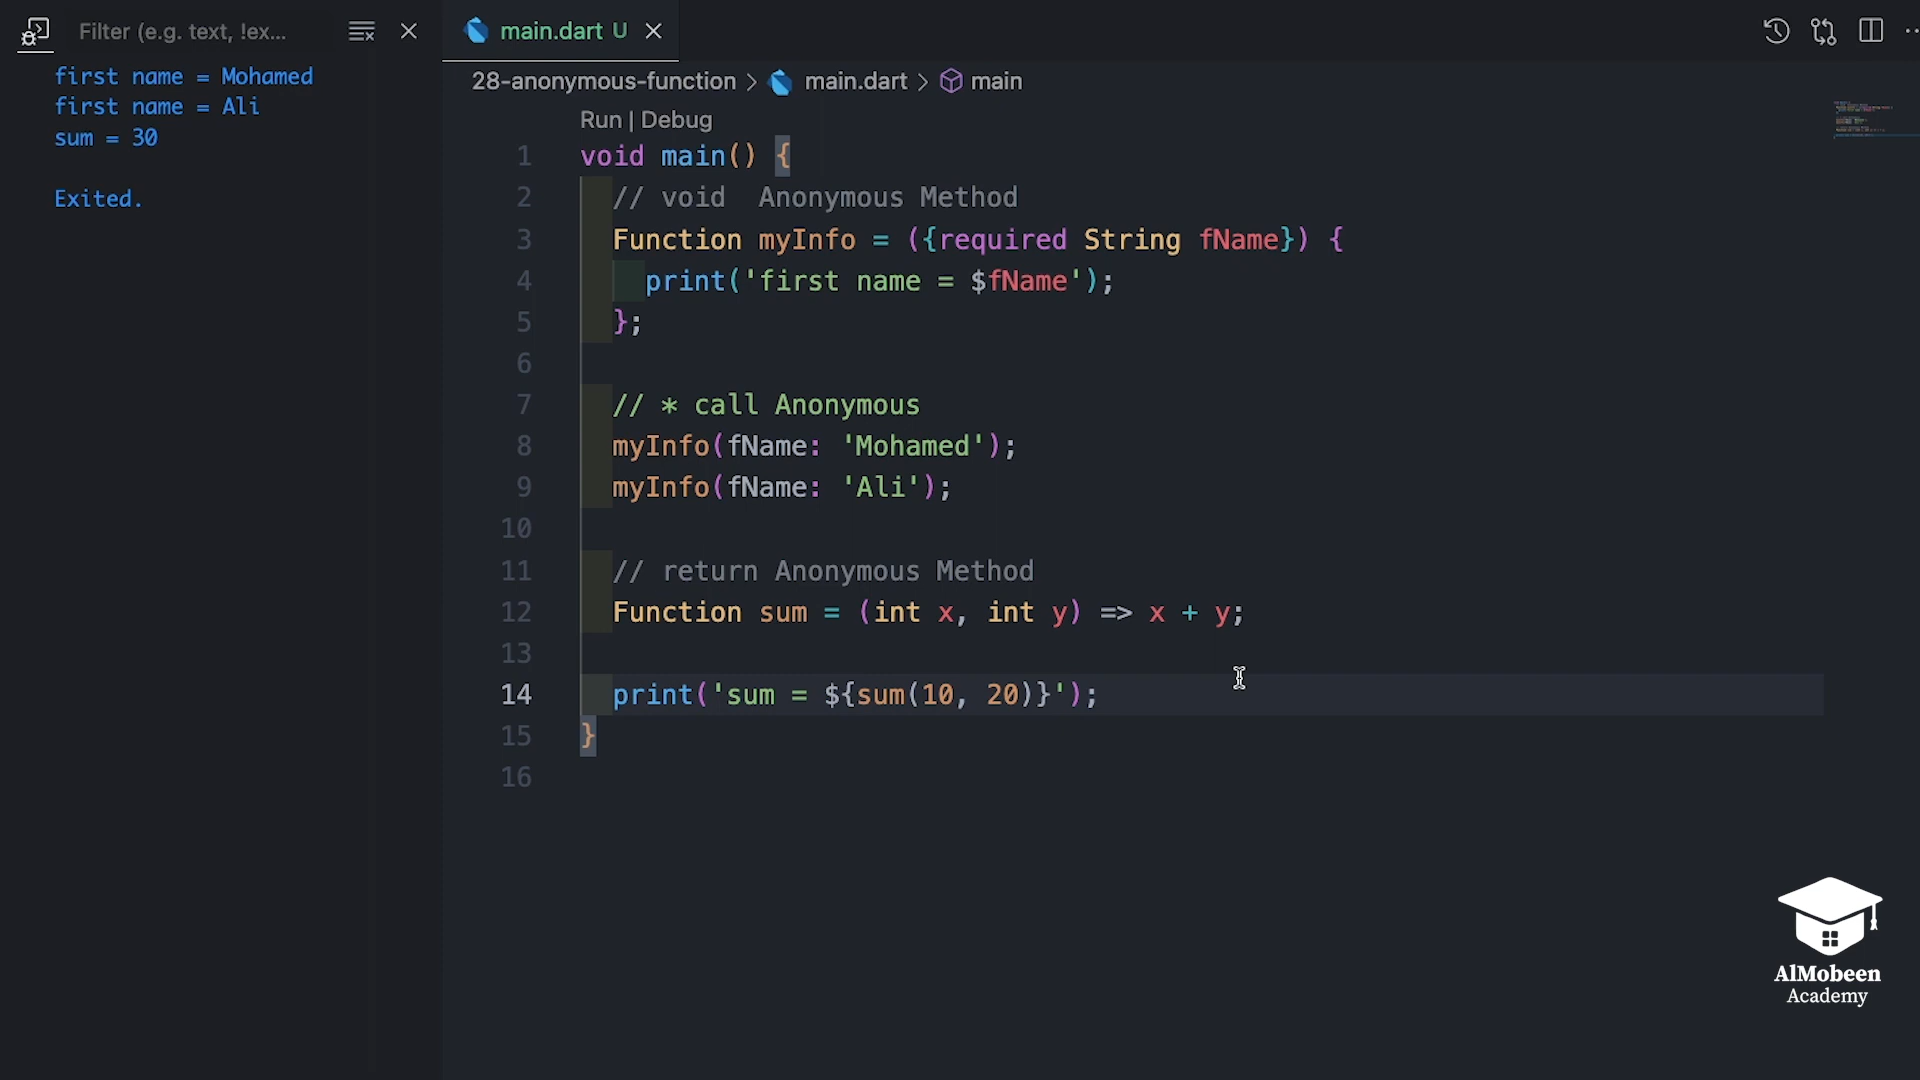 Filter (e.g. text, !ex...
first name = Mohamed
first name = Ali
sum = 30
Exited.
main.dart U
28-anonymous-function > main.dart > main
Run | Debug
1 void main() {
2 // void  Anonymous Method
3 Function myInfo = ({required String fName}) {
4 print('first name = $fName');
5 };
6
7 // * call Anonymous
8 myInfo(fName: 'Mohamed');
9 myInfo(fName: 'Ali');
10
11 // return Anonymous Method
12 Function sum = (int x, int y) => x + y;
13
14 print('sum = ${sum(10, 20)}');
15 }
16
AlMobeen
Academy